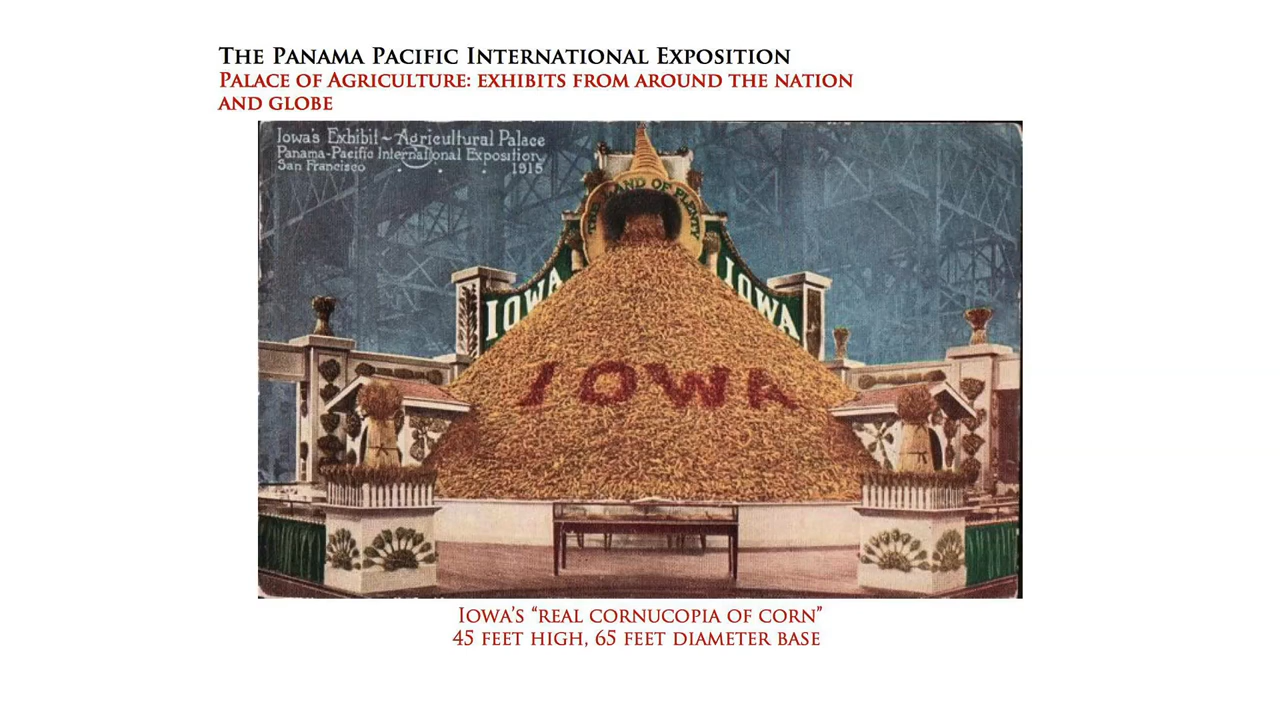 The Panama Pacific International Exposition
Palace of Agriculture: exhibits from around the nation
and globe
Iowa's Exhibit~Agricultural Palace
Panama-Pacific International Exposition,
San Francisco 1915
THE LAND OF PLENTY
IOWA IOWA
IOWA
Iowa's “real cornucopia of corn”
45 feet high, 65 feet diameter base